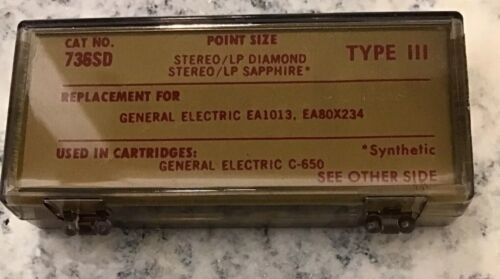 CAT NO. POINT SIZE
736SD STEREO/LP DIAMOND TYPE III
STEREO/LP SAPPHIRE*
REPLACEMENT FOR
GENERAL ELECTRIC EA1013, EA80X234
USED IN CARTRIDGES: *Synthetic
GENERAL ELECTRIC C-650
SEE OTHER SIDE